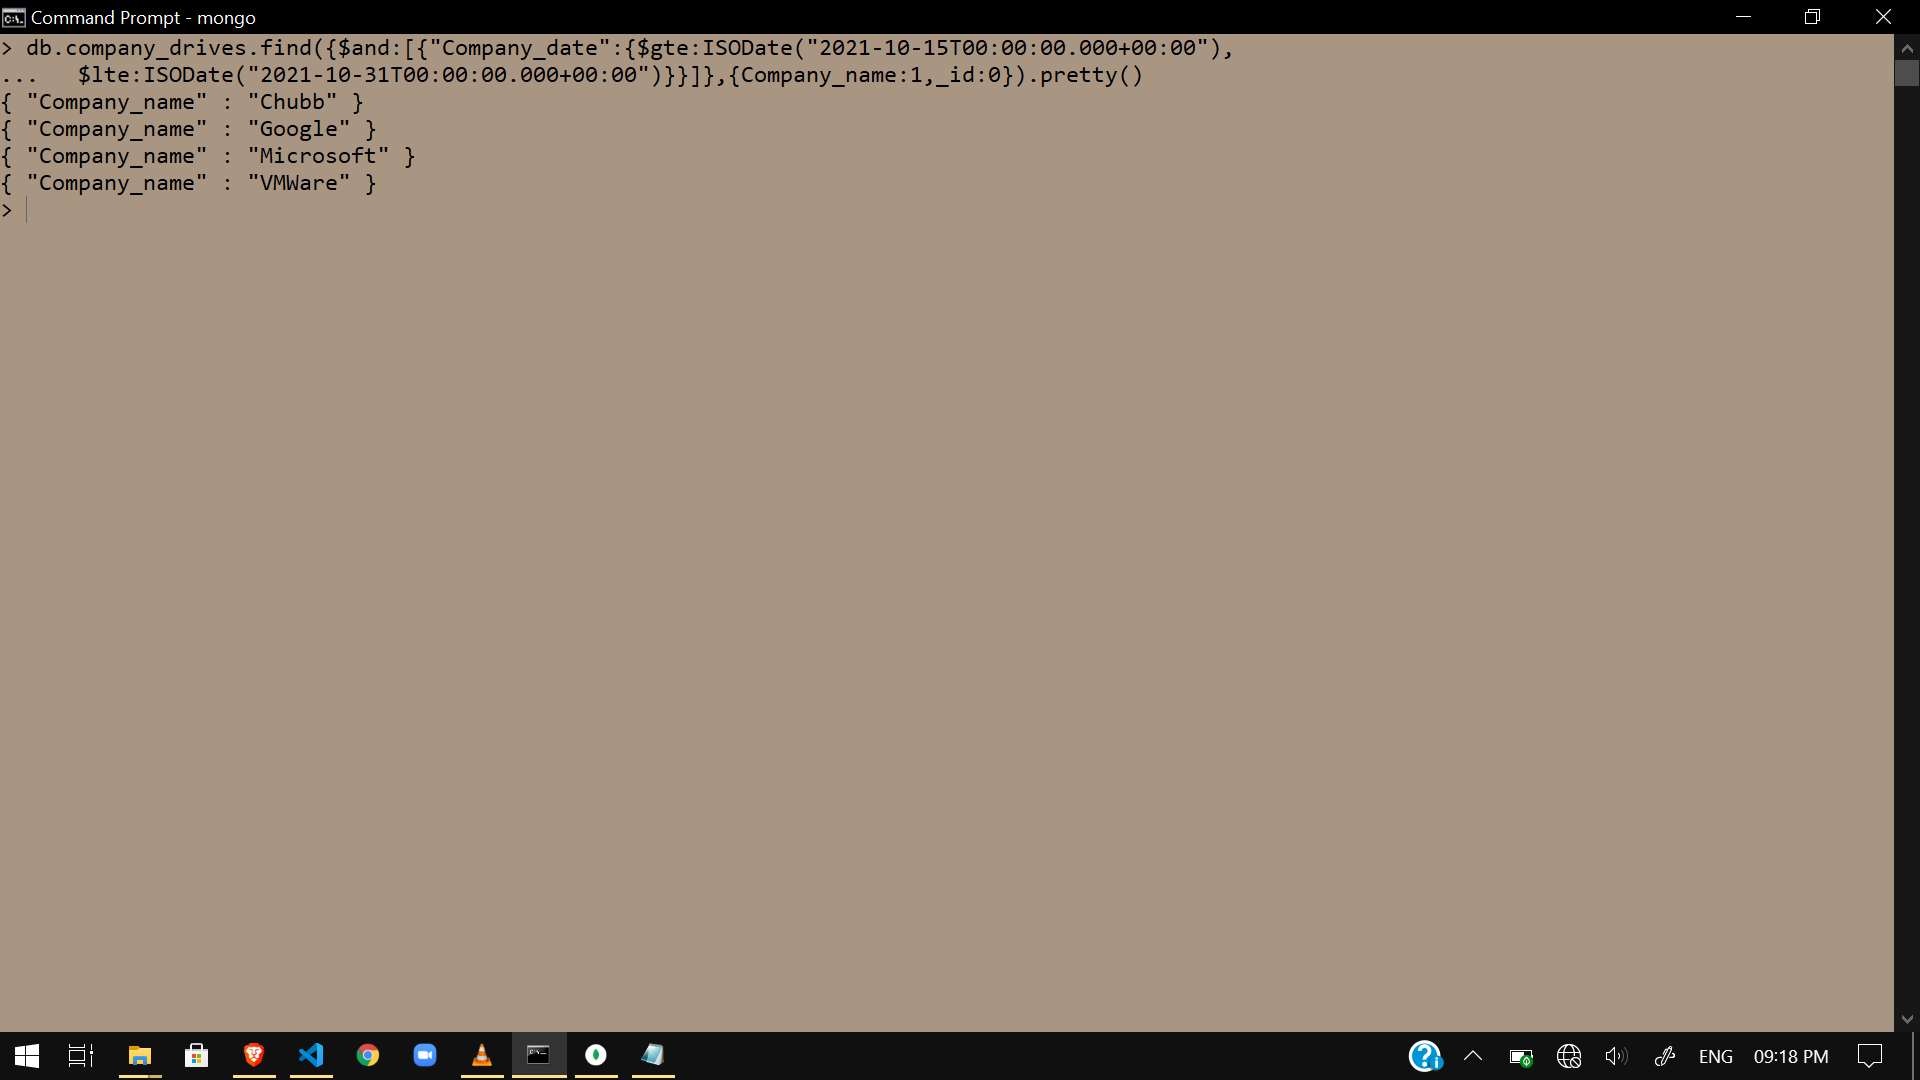 Command Prompt - mongo
> db.company_drives.find({$and:[{"Company_date":{$gte:ISODate("2021-10-15T00:00:00.000+00:00"),
...   $lte:ISODate("2021-10-31T00:00:00.000+00:00")}}]},{Company_name:1,_id:0}).pretty()
{ "Company_name" : "Chubb" }
{ "Company_name" : "Google" }
{ "Company_name" : "Microsoft" }
{ "Company_name" : "VMWare" }
>
ENG 09:18 PM